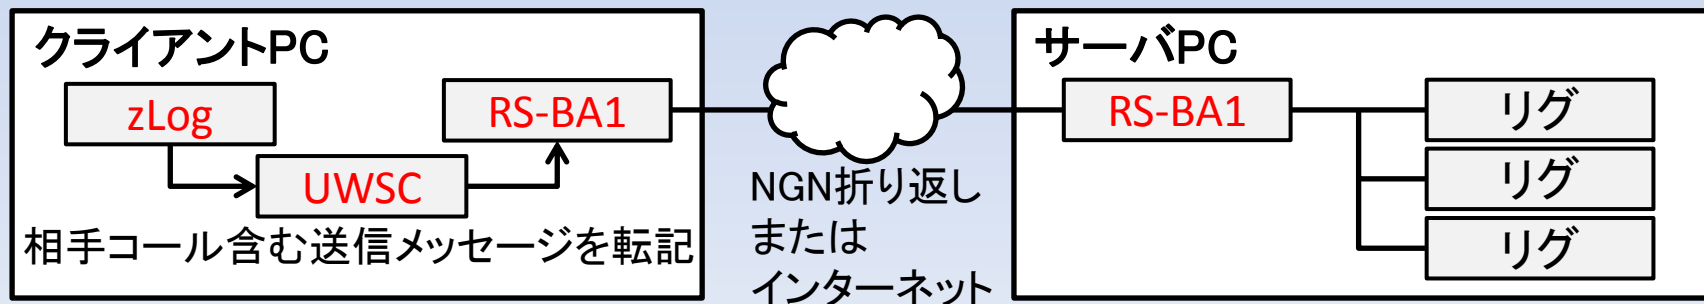 クライアントPC
zLog
RS-BA1
UWSC
相手コール含む送信メッセージを転記
NGN折り返し
または
インターネット
サーバPC
RS-BA1
リグ
リグ
リグ